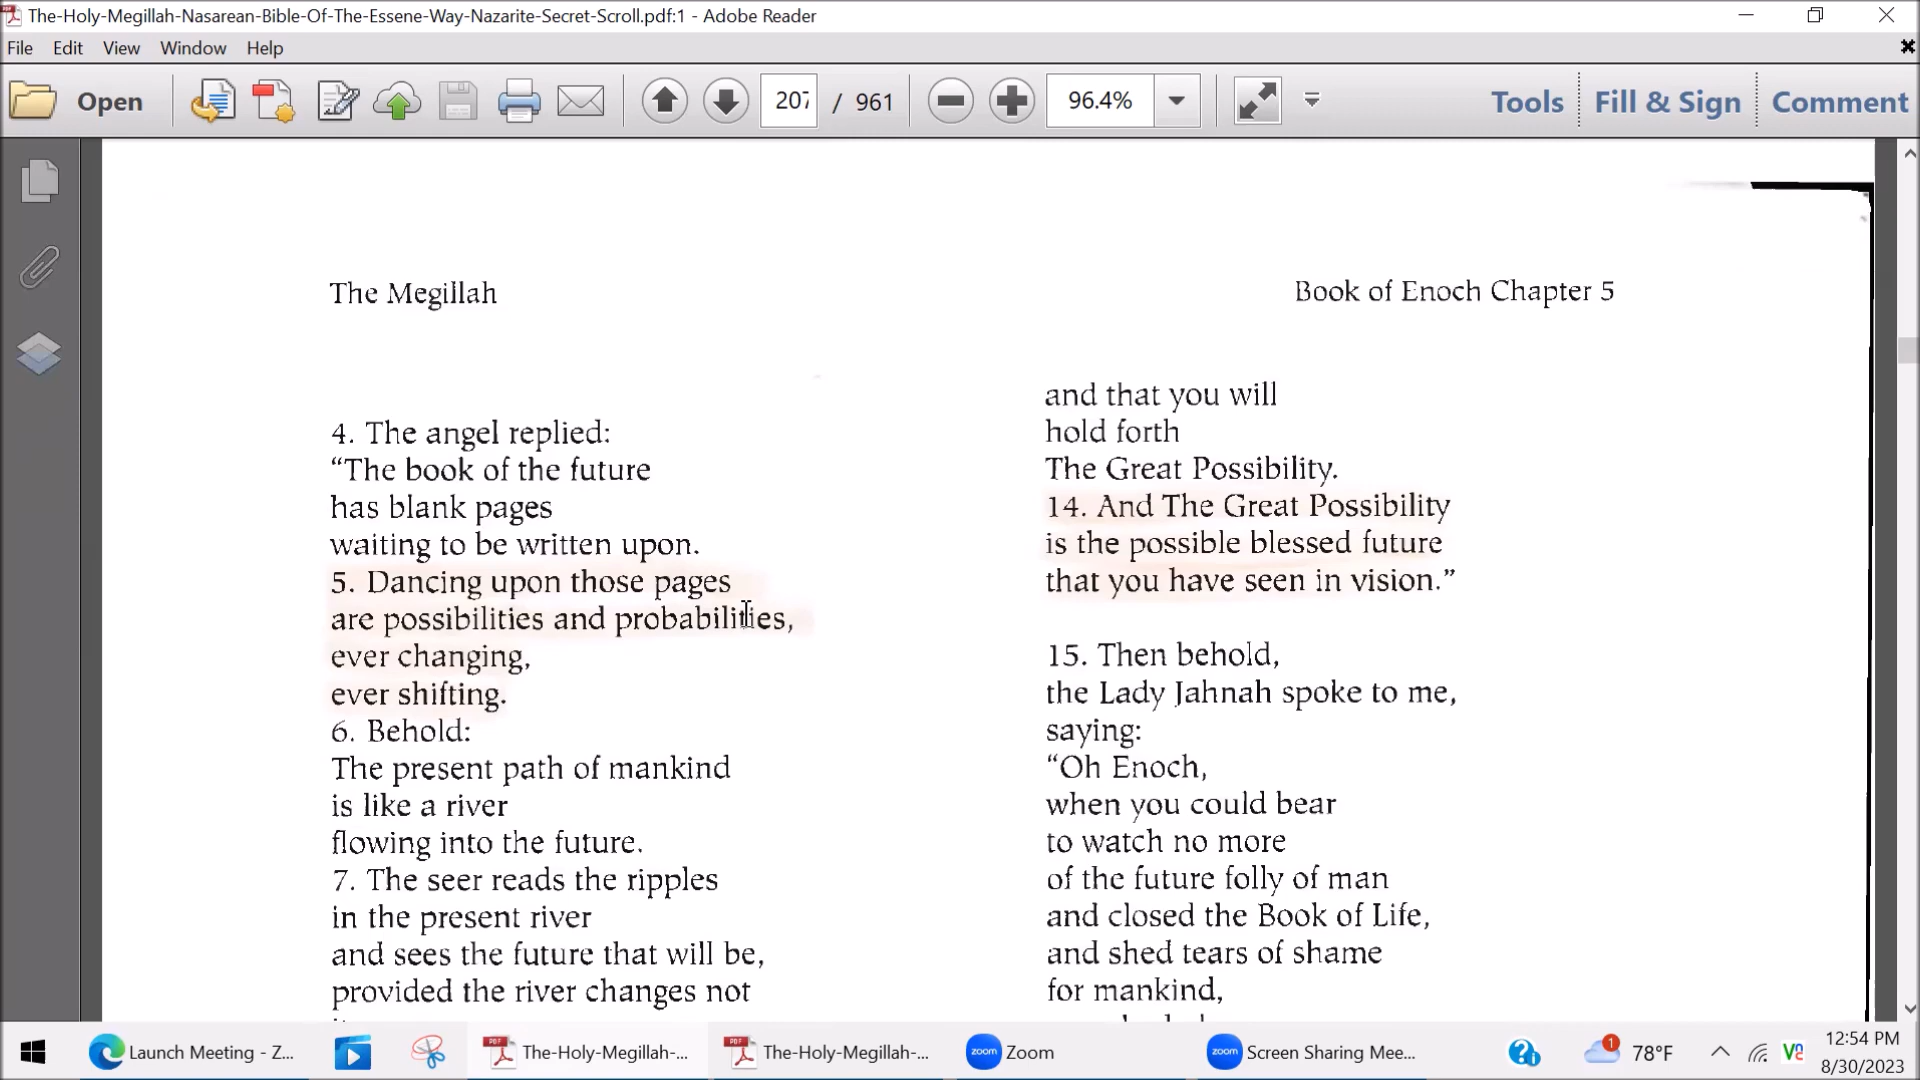 The-Holy-Megillah-Nasarean-Bible-Of-The-Essene-Way-Nazarite-Secret-Scroll.pdf:1 - Adobe Reader
File Edit View Window Help
Open 207 / 961 96.4% Tools Fill & Sign Comment
The Megillah
4. The angel replied:
“The book of the future
has blank pages
waiting to be written upon.
5. Dancing upon those pages
are possibilities and probabilities,
ever changing,
ever shifting.
6. Behold:
The present path of mankind
is like a river
flowing into the future.
7. The seer reads the ripples
in the present river
and sees the future that will be,
provided the river changes not
Book of Enoch Chapter 5
and that you will
hold forth
The Great Possibility.
14. And The Great Possibility
is the possible blessed future
that you have seen in vision.”
15. Then behold,
the Lady Jahnah spoke to me,
saying:
“Oh Enoch,
when you could bear
to watch no more
of the future folly of man
and closed the Book of Life,
and shed tears of shame
for mankind,
Launch Meeting - Z... The-Holy-Megillah-... The-Holy-Megillah-... zoom Zoom zoom Screen Sharing Mee... 1 78°F 12:54 PM
8/30/2023